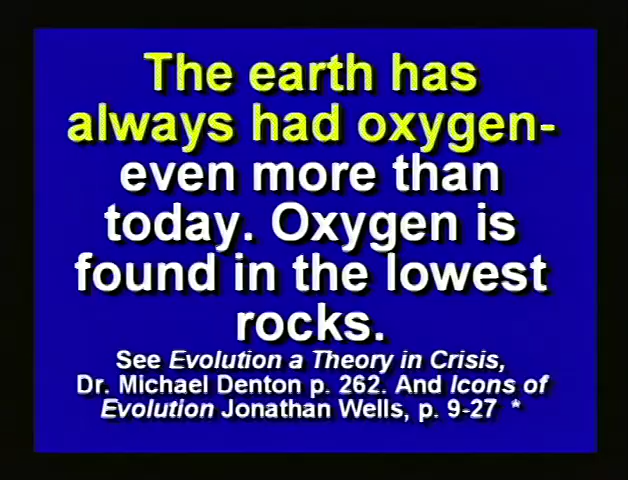 The earth has
always had oxygen-
even more than
today. Oxygen is
found in the lowest
rocks.
See Evolution a Theory in Crisis,
Dr. Michael Denton p. 262. And Icons of
Evolution Jonathan Wells, p. 9-27 *